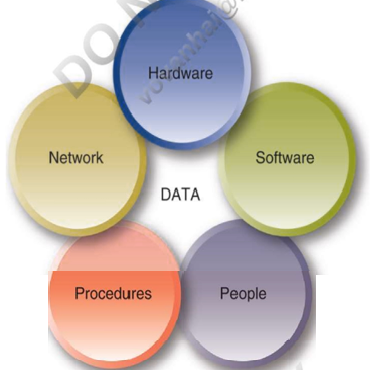 Hardware
Network
Software
DATA
Procedures
People